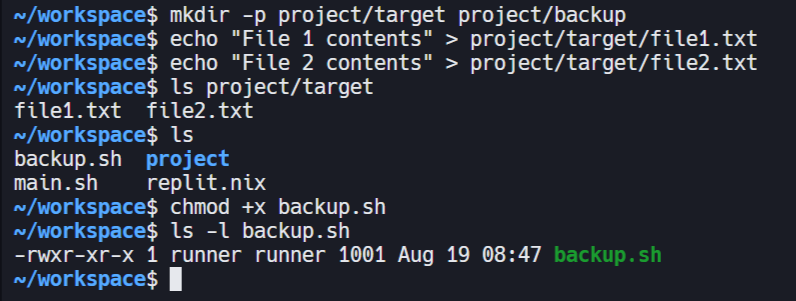 ~/workspace$ mkdir -p project/target project/backup
~/workspace$ echo "File 1 contents" > project/target/file1.txt
~/workspace$ echo "File 2 contents" > project/target/file2.txt
~/workspace$ ls project/target
file1.txt  file2.txt
~/workspace$ ls
backup.sh  project
main.sh    replit.nix
~/workspace$ chmod +x backup.sh
~/workspace$ ls -l backup.sh
-rwxr-xr-x 1 runner runner 1001 Aug 19 08:47 backup.sh
~/workspace$